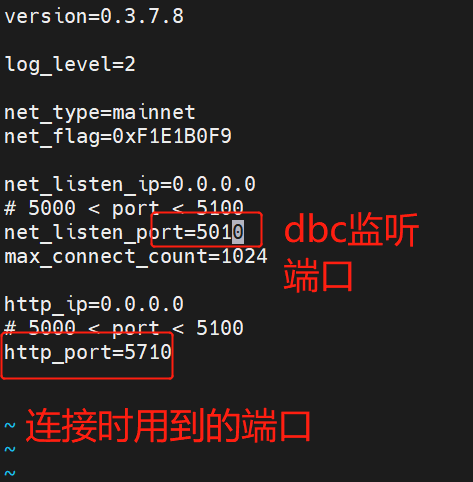 version=0.3.7.8
log_level=2
net_type=mainnet
net_flag=0xF1E1B0F9
net_listen_ip=0.0.0.0
# 5000 < port < 5100
net_listen_port=5010
dbc监听
端口
max_connect_count=1024
http_ip=0.0.0.0
# 5000 < port < 5100
http_port=5710
~
连接时用到的端口
~
~